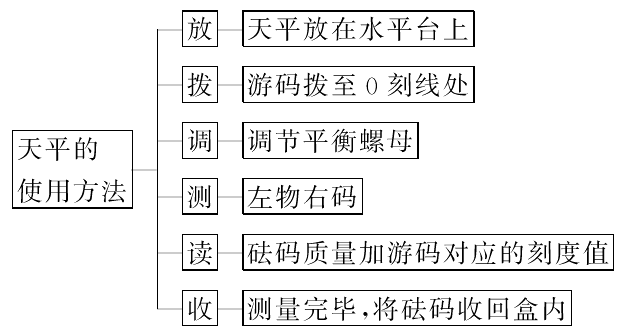 天平的
使用方法
放 天平放在水平台上
拨 游码拨至 0 刻线处
调 调节平衡螺母
测 左物右码
读 砝码质量加游码对应的刻度值
收 测量完毕,将砝码收回盒内